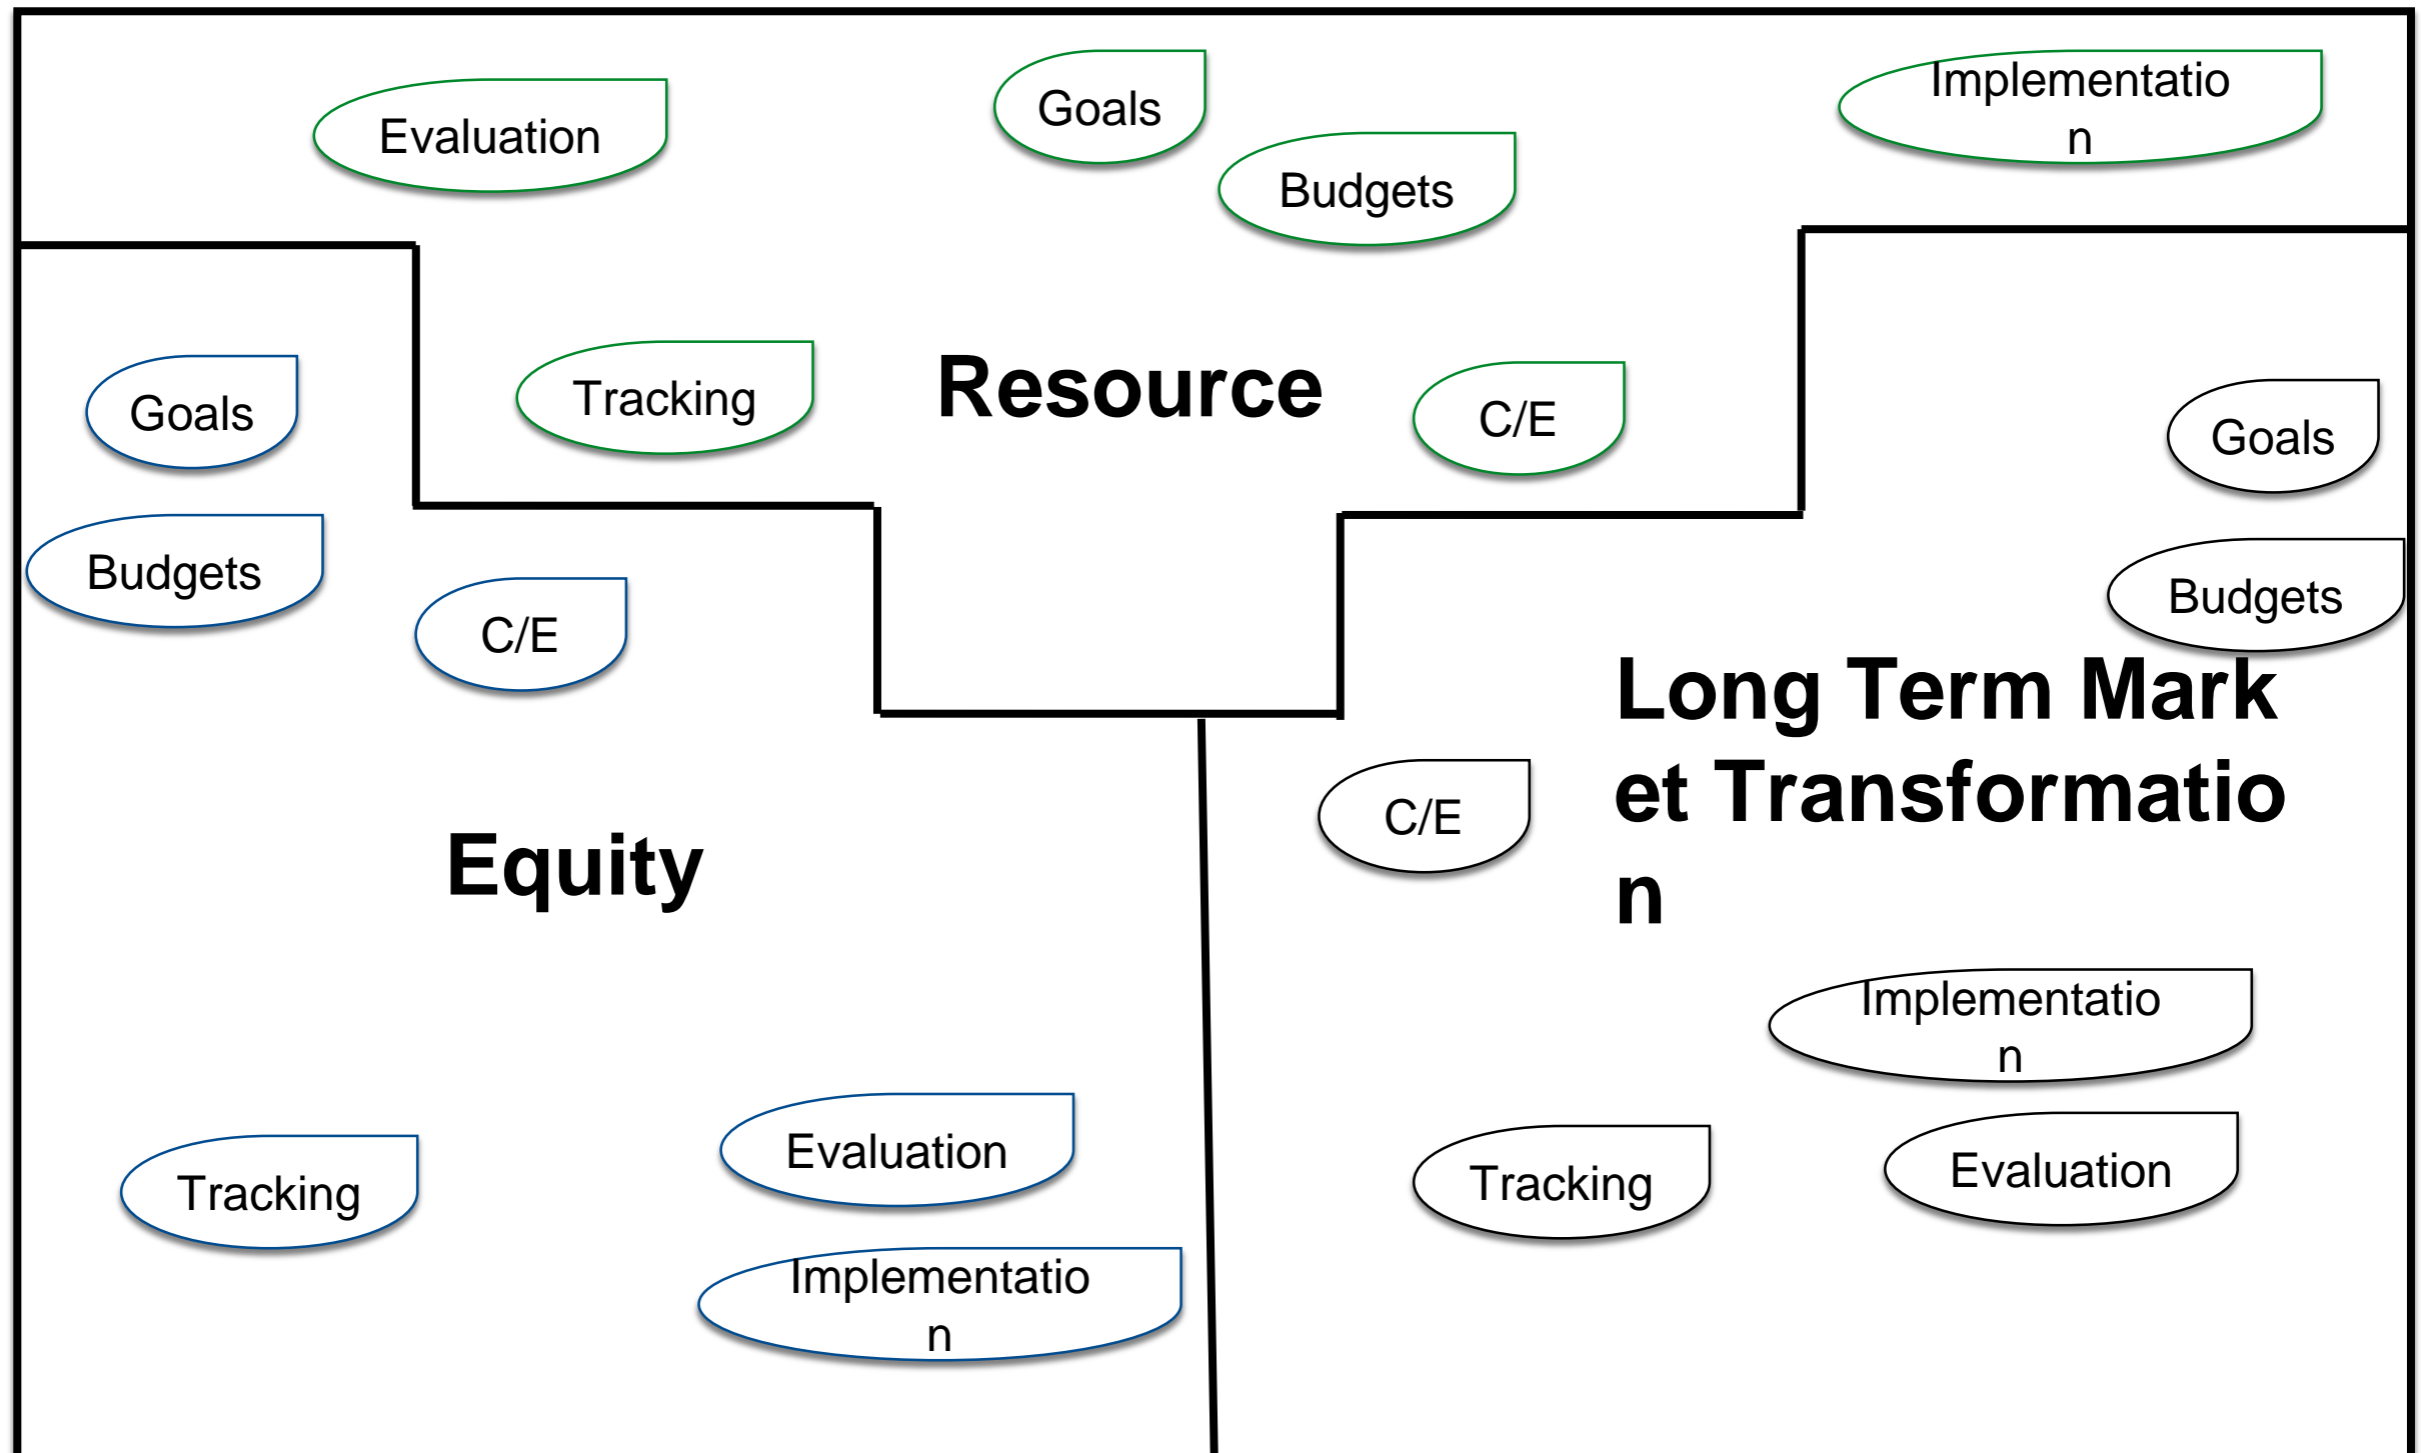 Evaluation
Goals
Budgets
Implementatio
n
Tracking
Resource
C/E
Goals
Budgets
C/E
Equity
Tracking
Evaluation
Implementatio
n
Goals
Budgets
Long Term Mark
et Transformatio
n
C/E
Implementatio
n
Tracking
Evaluation